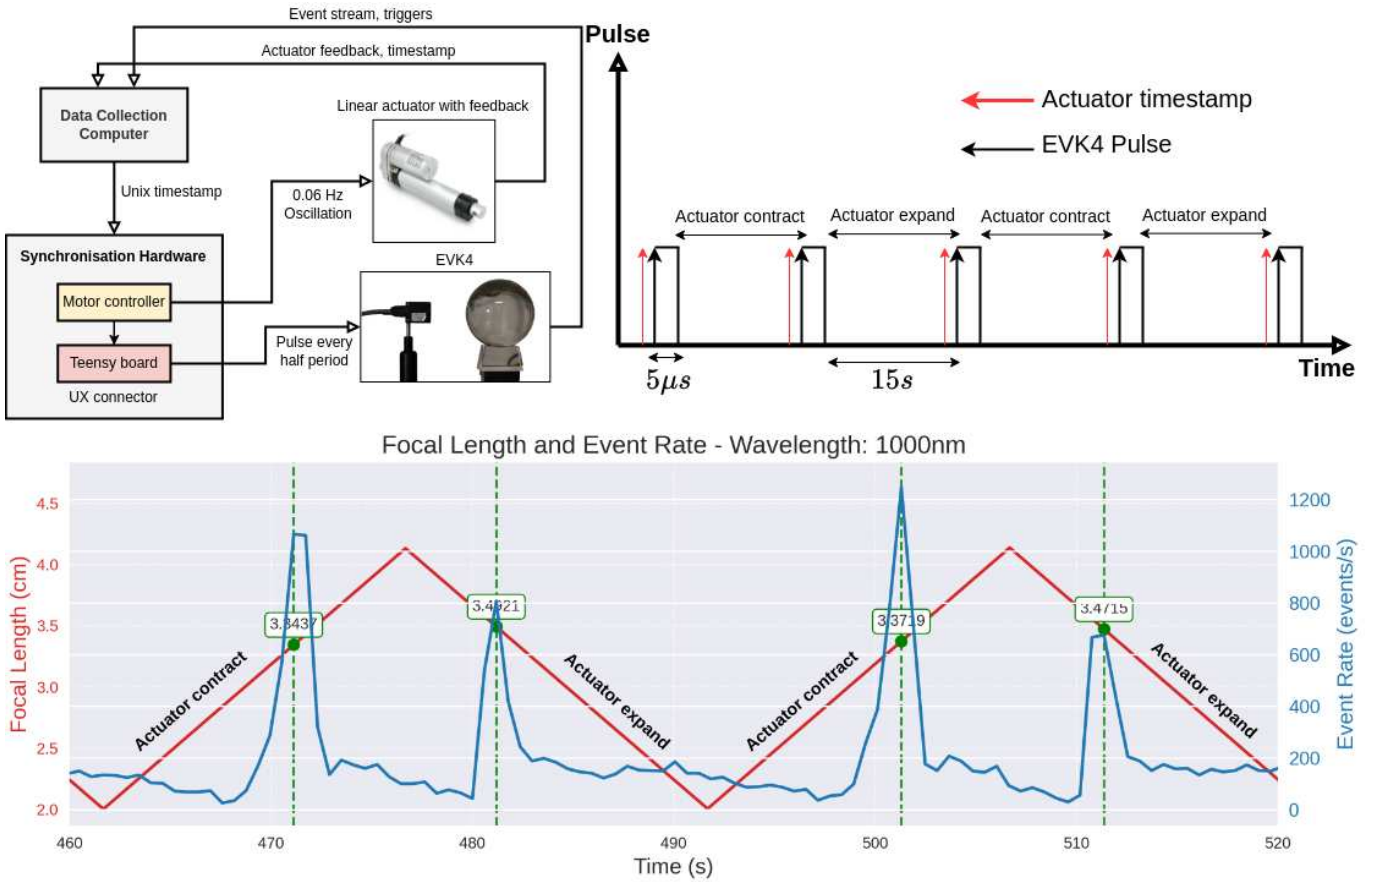 Event stream, triggers
Actuator feedback, timestamp
Data Collection
Computer
Linear actuator with feedback
Unix timestamp
0.06 Hz
Oscillation
Synchronisation Hardware
Motor controller
Teensy board
UX connector
EVK4
Pulse every
half period
Pulse
Actuator timestamp
EVK4 Pulse
Actuator contract
Actuator expand
Actuator contract
Actuator expand
5μs
15s
Time
Focal Length and Event Rate - Wavelength: 1000nm
Focal Length (cm)
4.5
4.0
3.5
3.0
2.5
2.0
3.3437
3.4921
3.3719
3.4715
Actuator contract
Actuator expand
Actuator contract
Actuator expand
1200
1000
800
600
400
200
0
Event Rate (events/s)
460
470
480
490
500
510
520
Time (s)